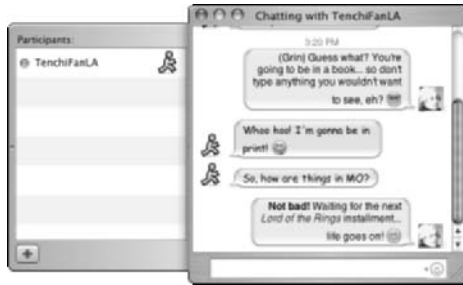 Chatting with TenchiFanLA
Participants:
TenchiFanLA
3:20 PM
(Grin) Guess what? You're
going to be in a book... so don't
type anything you wouldn't want
to see, eh?
Whoo hoo! I'm gonna be in
print!
So, how are things in MO?
Not bad! Waiting for the next
Lord of the Rings installment...
life goes on!